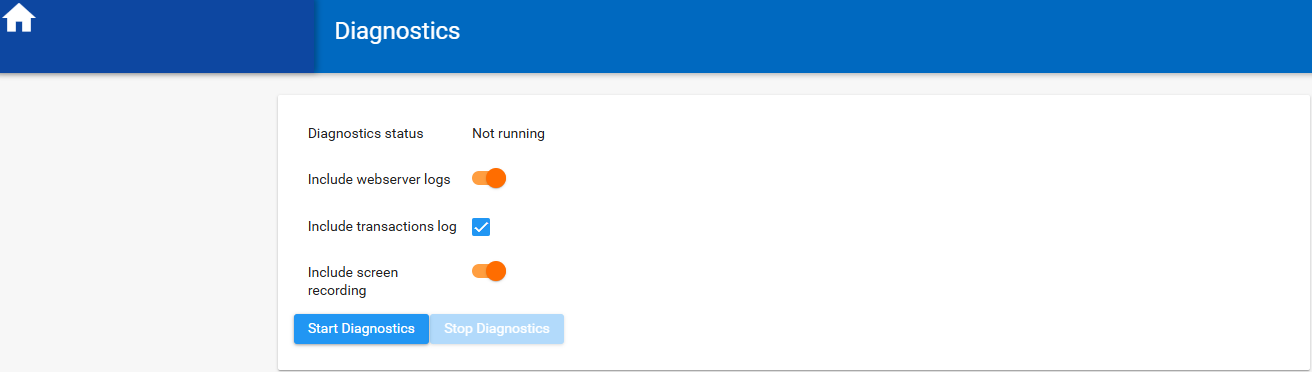 Diagnostics
Diagnostics status Not running
Include webserver logs
Include transactions log
Include screen
recording
Start Diagnostics Stop Diagnostics